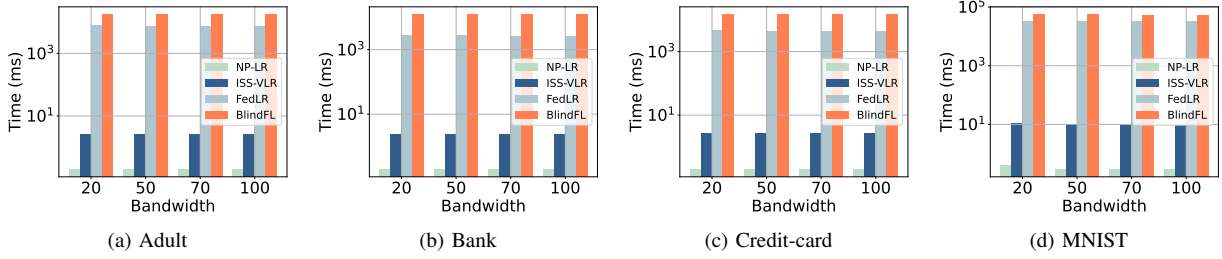 Time (ms)
10^3
10^1
NP-LR
ISS-VLR
FedLR
BlindFL
20 50 70 100
Bandwidth
(a) Adult
Time (ms)
10^3
10^1
NP-LR
ISS-VLR
FedLR
BlindFL
20 50 70 100
Bandwidth
(b) Bank
Time (ms)
10^3
10^1
NP-LR
ISS-VLR
FedLR
BlindFL
20 50 70 100
Bandwidth
(c) Credit-card
Time (ms)
10^5
10^3
10^1
NP-LR
ISS-VLR
FedLR
BlindFL
20 50 70 100
Bandwidth
(d) MNIST